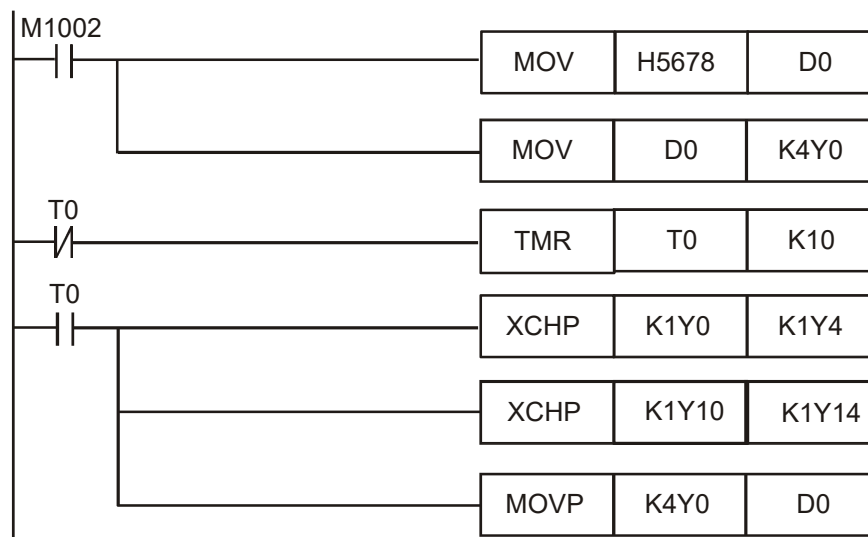 M1002
MOV H5678 D0
MOV D0 K4Y0
T0
TMR T0 K10
T0
XCHP K1Y0 K1Y4
XCHP K1Y10 K1Y14
MOVP K4Y0 D0